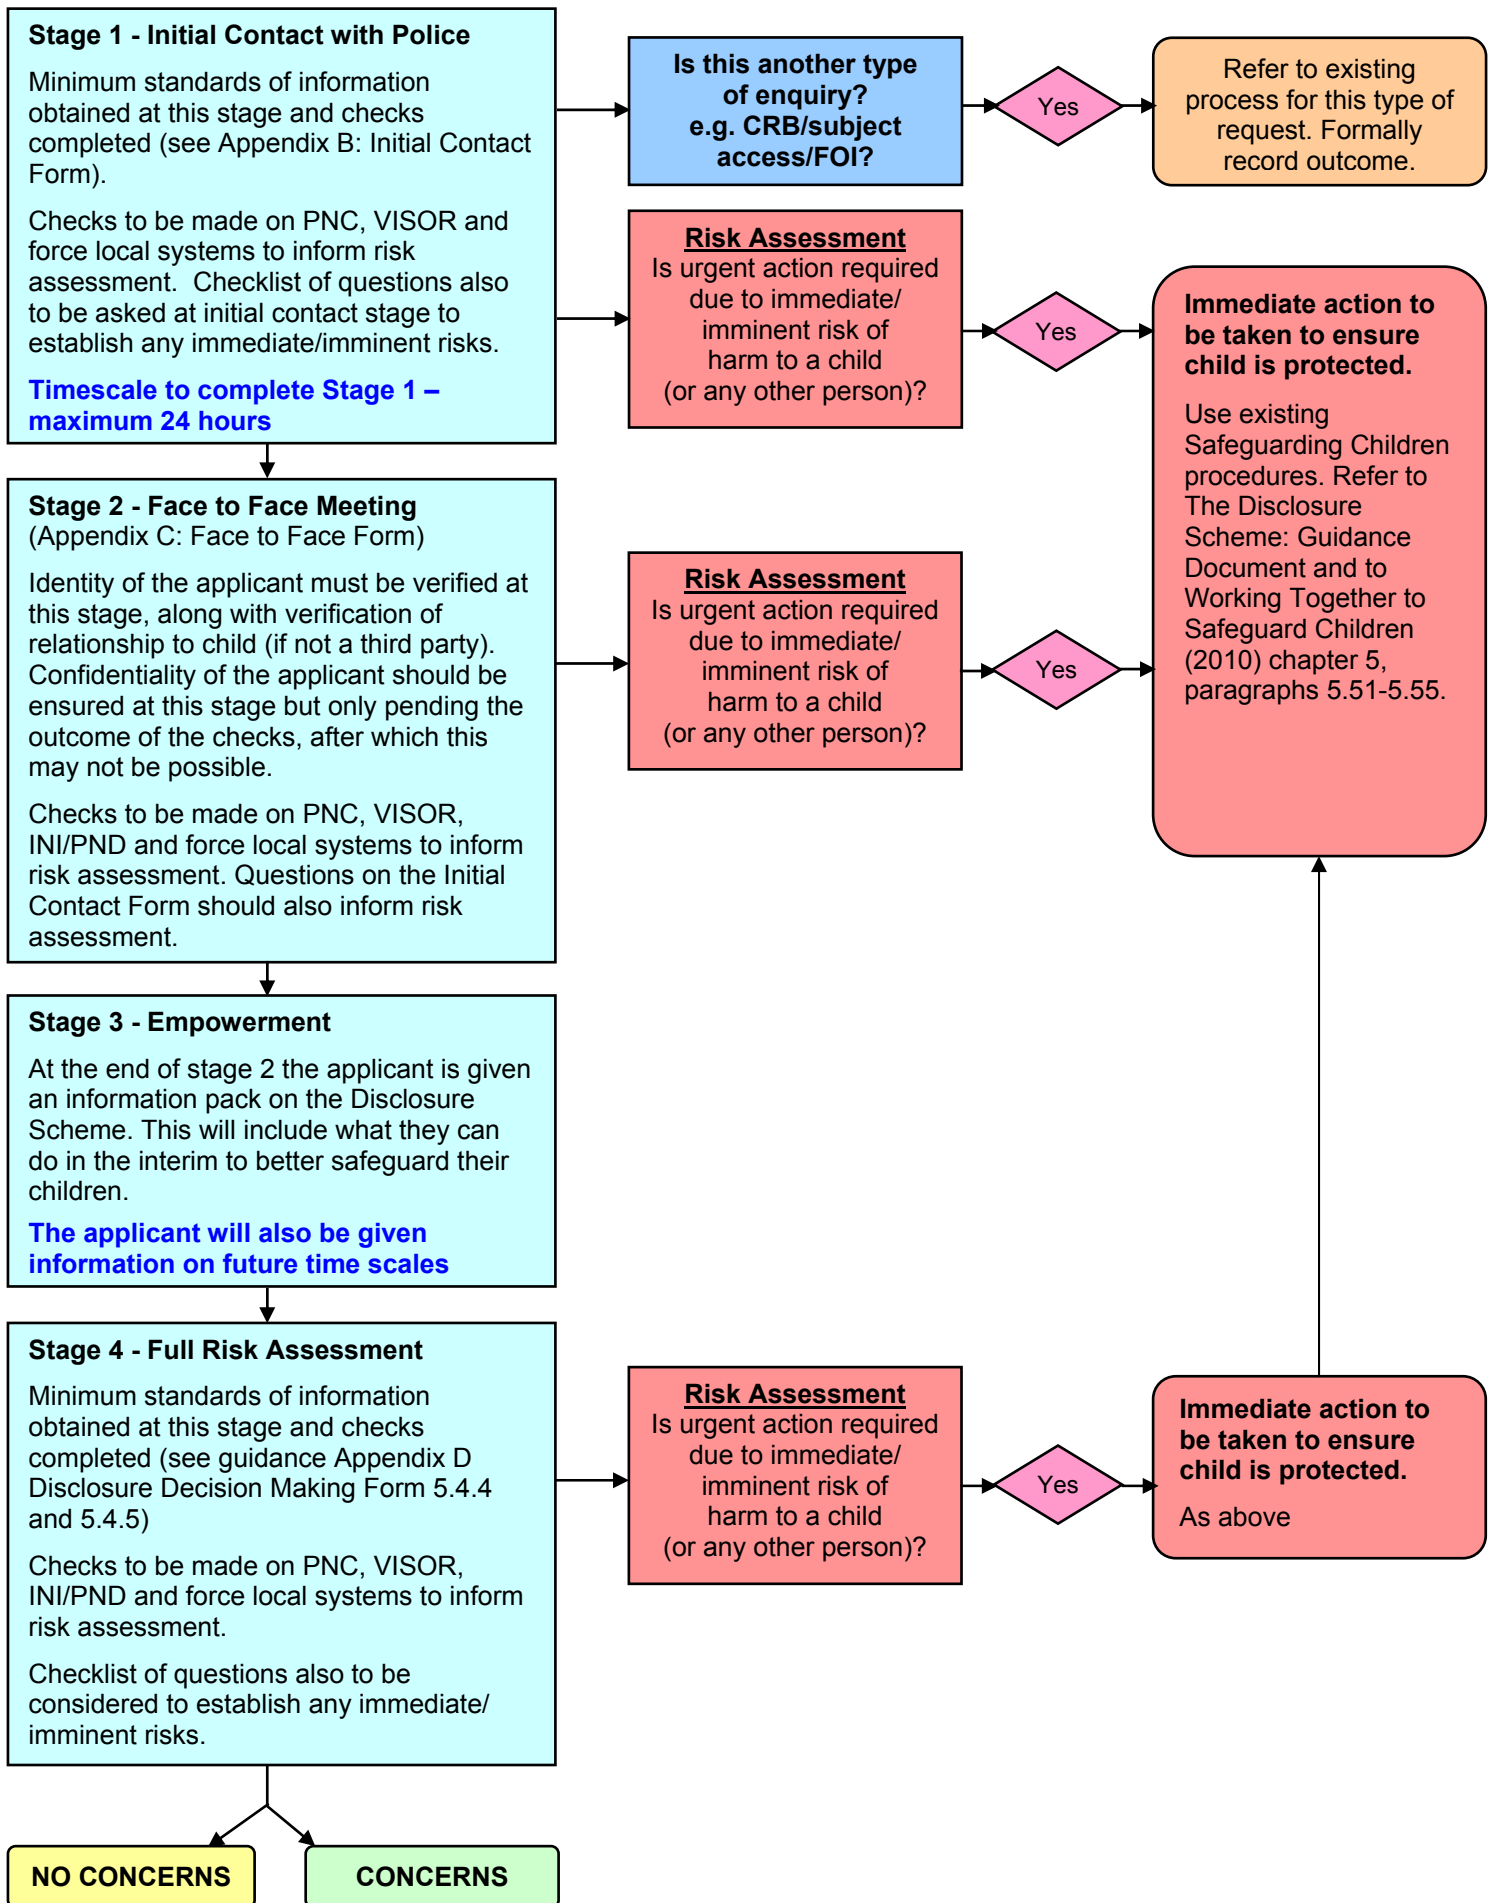 Stage 1 - Initial Contact with Police
Minimum standards of information
obtained at this stage and checks
completed (see Appendix B: Initial Contact
Form).
Checks to be made on PNC, VISOR and
force local systems to inform risk
assessment.  Checklist of questions also
to be asked at initial contact stage to
establish any immediate/imminent risks.
Timescale to complete Stage 1 –
maximum 24 hours
Is this another type
of enquiry?
e.g. CRB/subject
access/FOI?
Yes
Refer to existing
process for this type of
request. Formally
record outcome.
Risk Assessment
Is urgent action required
due to immediate/
imminent risk of
harm to a child
(or any other person)?
Yes
Immediate action to
be taken to ensure
child is protected.
Use existing
Safeguarding Children
procedures. Refer to
The Disclosure
Scheme: Guidance
Document and to
Working Together to
Safeguard Children
(2010) chapter 5,
paragraphs 5.51-5.55.
Stage 2 - Face to Face Meeting
(Appendix C: Face to Face Form)
Identity of the applicant must be verified at
this stage, along with verification of
relationship to child (if not a third party).
Confidentiality of the applicant should be
ensured at this stage but only pending the
outcome of the checks, after which this
may not be possible.
Checks to be made on PNC, VISOR,
INI/PND and force local systems to inform
risk assessment. Questions on the Initial
Contact Form should also inform risk
assessment.
Risk Assessment
Is urgent action required
due to immediate/
imminent risk of
harm to a child
(or any other person)?
Yes
Stage 3 - Empowerment
At the end of stage 2 the applicant is given
an information pack on the Disclosure
Scheme. This will include what they can
do in the interim to better safeguard their
children.
The applicant will also be given
information on future time scales
Stage 4 - Full Risk Assessment
Minimum standards of information
obtained at this stage and checks
completed (see guidance Appendix D
Disclosure Decision Making Form 5.4.4
and 5.4.5)
Checks to be made on PNC, VISOR,
INI/PND and force local systems to inform
risk assessment.
Checklist of questions also to be
considered to establish any immediate/
imminent risks.
Risk Assessment
Is urgent action required
due to immediate/
imminent risk of
harm to a child
(or any other person)?
Yes
Immediate action to
be taken to ensure
child is protected.
As above
NO CONCERNS
CONCERNS